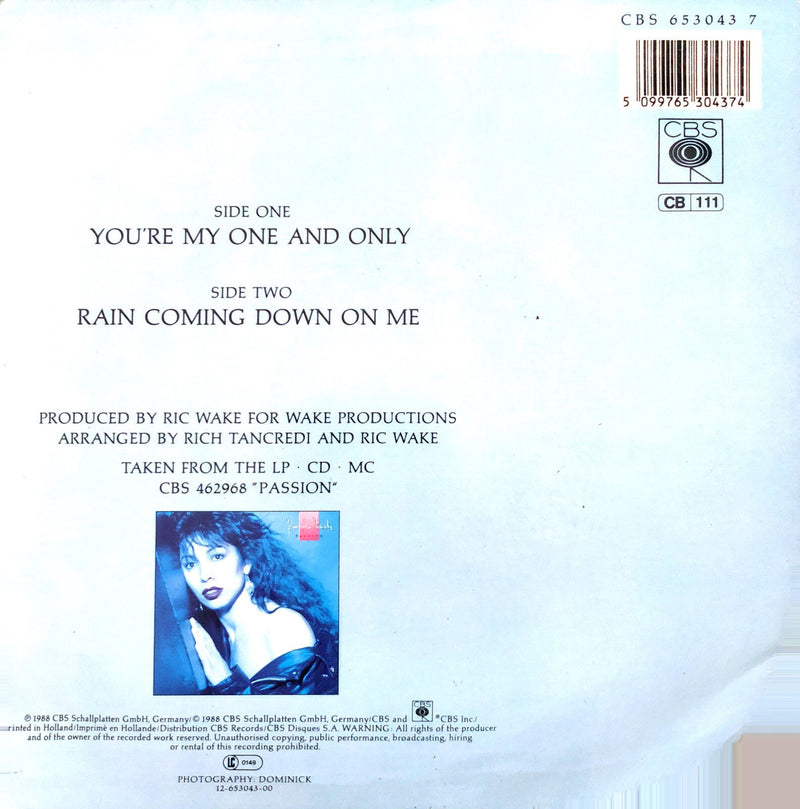 CBS 653043 7
5 099765 304374
CBS
CB 111
SIDE ONE
YOU'RE MY ONE AND ONLY
SIDE TWO
RAIN COMING DOWN ON ME
PRODUCED BY RIC WAKE FOR WAKE PRODUCTIONS
ARRANGED BY RICH TANCREDI AND RIC WAKE
TAKEN FROM THE LP · CD · MC
CBS 462968 "PASSION"
PASSION
℗ 1988 CBS Schallplatten GmbH, Germany/© 1988 CBS Schallplatten GmbH, Germany/CBS and CBS ® CBS Inc./
rinted in Holland/Imprimé en Hollande/Distribution CBS Records/CBS Disques S.A. WARNING: All rights of the producer
and of the owner of the recorded work reserved. Unauthorised copying, public performance, broadcasting, hiring
or rental of this recording prohibited.
LC 0149
PHOTOGRAPHY: DOMINICK
12-653043-00